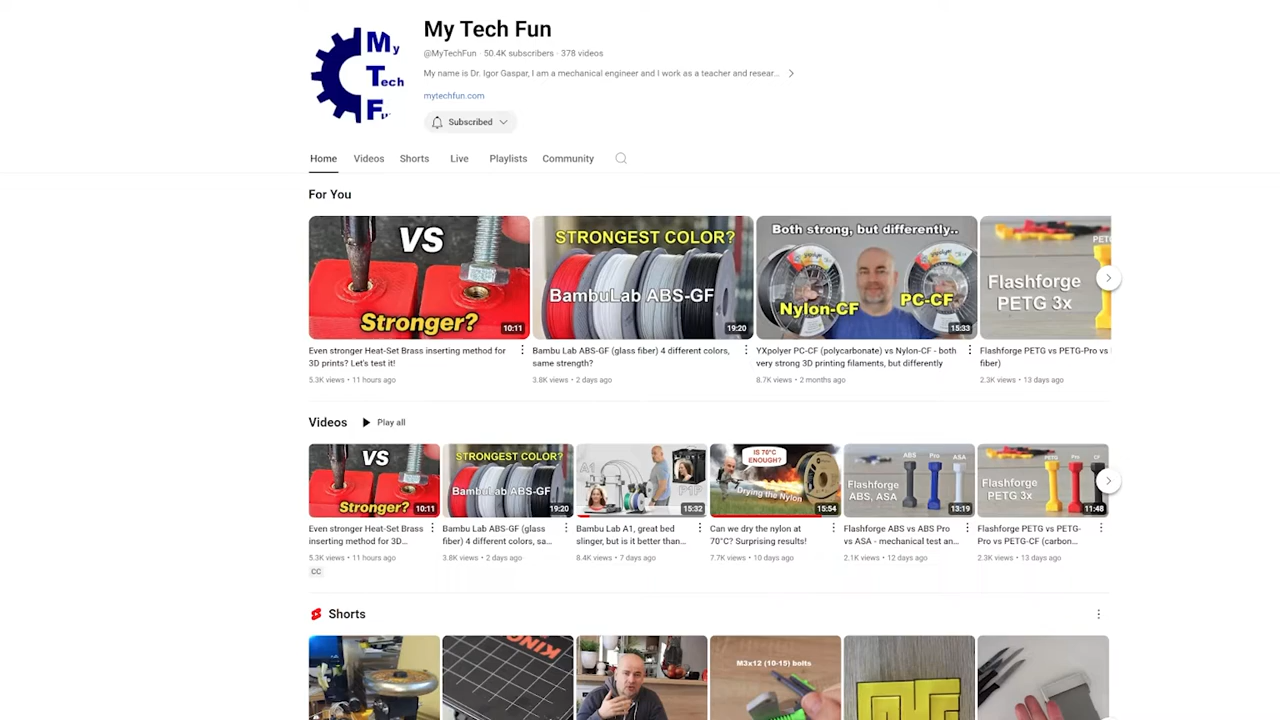 My Tech Fun
My
Tech
F
@MyTechFun · 50.4K subscribers · 378 videos
My name is Dr. Igor Gaspar, I am a mechanical engineer and I work as a teacher and resear...
mytechfun.com
Subscribed
Home Videos Shorts Live Playlists Community
For You
VS
Stronger?
10:11
STRONGEST COLOR?
BambuLab ABS-GF
19:20
Both strong, but differently..
Nylon-CF
PC-CF
15:33
PETG
Flashforge
PETG 3x
Even stronger Heat-Set Brass inserting method for
3D prints? Let's test it!
5.3K views · 11 hours ago
Bambu Lab ABS-GF (glass fiber) 4 different colors,
same strength?
3.8K views · 2 days ago
YXpolyer PC-CF (polycarbonate) vs Nylon-CF - both
very strong 3D printing filaments, but differently
8.7K views · 2 months ago
Flashforge PETG vs PETG-Pro vs
fiber)
2.3K views · 13 days ago
Videos Play all
VS
Stronger?
10:11
STRONGEST COLOR?
BambuLab ABS-GF
19:20
A1
P1P
15:32
IS 70°C
ENOUGH?
Drying the Nylon
15:54
ABS Pro ASA
Flashforge
ABS, ASA
13:19
PETG Pro CF
Flashforge
PETG 3x
11:48
Even stronger Heat-Set Brass
inserting method for 3D...
5.3K views · 11 hours ago
CC
Bambu Lab ABS-GF (glass
fiber) 4 different colors, sa...
3.8K views · 2 days ago
Bambu Lab A1, great bed
slinger, but is it better than...
8.4K views · 7 days ago
Can we dry the nylon at
70°C? Surprising results!
7.7K views · 10 days ago
Flashforge ABS vs ABS Pro
vs ASA - mechanical test an...
2.1K views · 12 days ago
Flashforge PETG vs PETG-
Pro vs PETG-CF (carbon...
2.3K views · 13 days ago
Shorts
KING
M3x12 (10-15) bolts